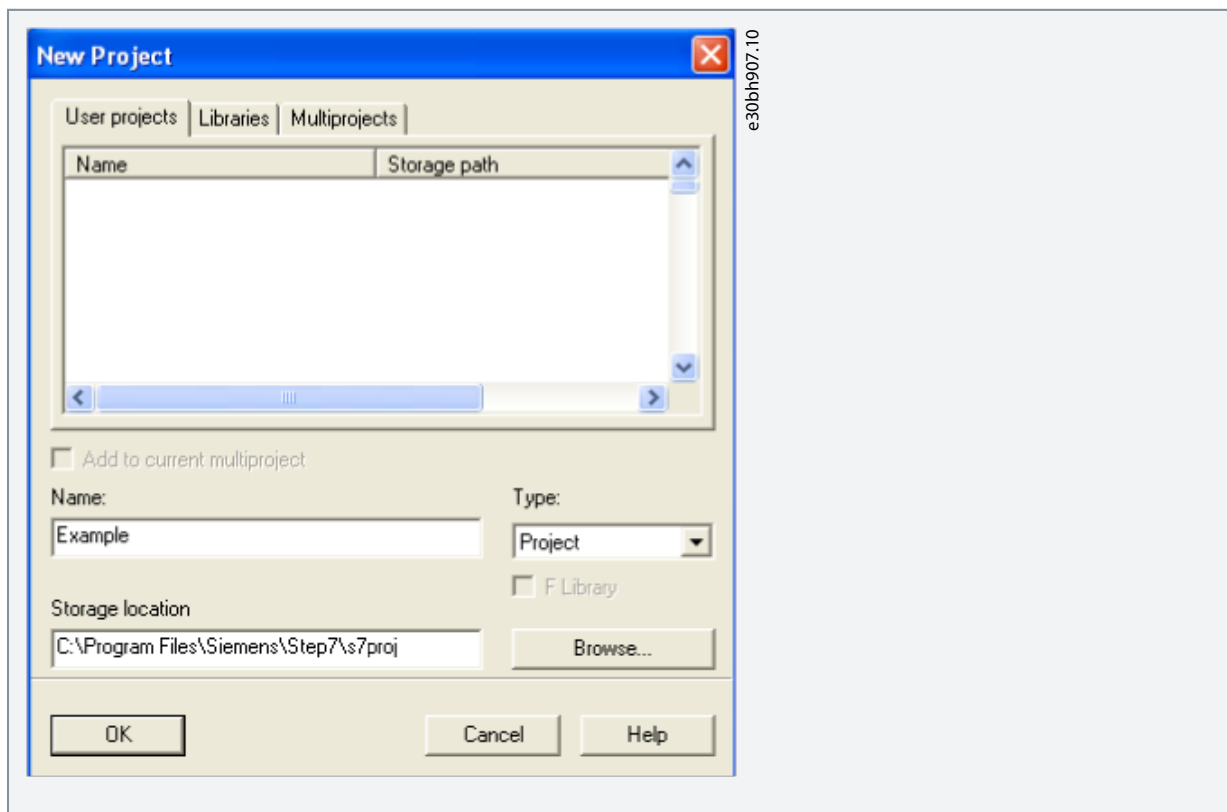 New Project
e30bh907.10
User projects Libraries Multiprojects
Name Storage path
Add to current multiproject
Name: Type:
Example Project
F Library
Storage location
C:\Program Files\Siemens\Step7\s7proj Browse...
OK Cancel Help